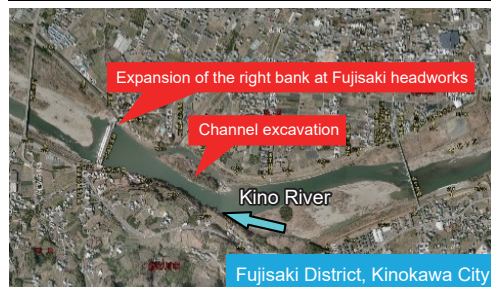 Expansion of the right bank at Fujisaki headworks
Channel excavation
Kino River
Fujisaki District, Kinokawa City